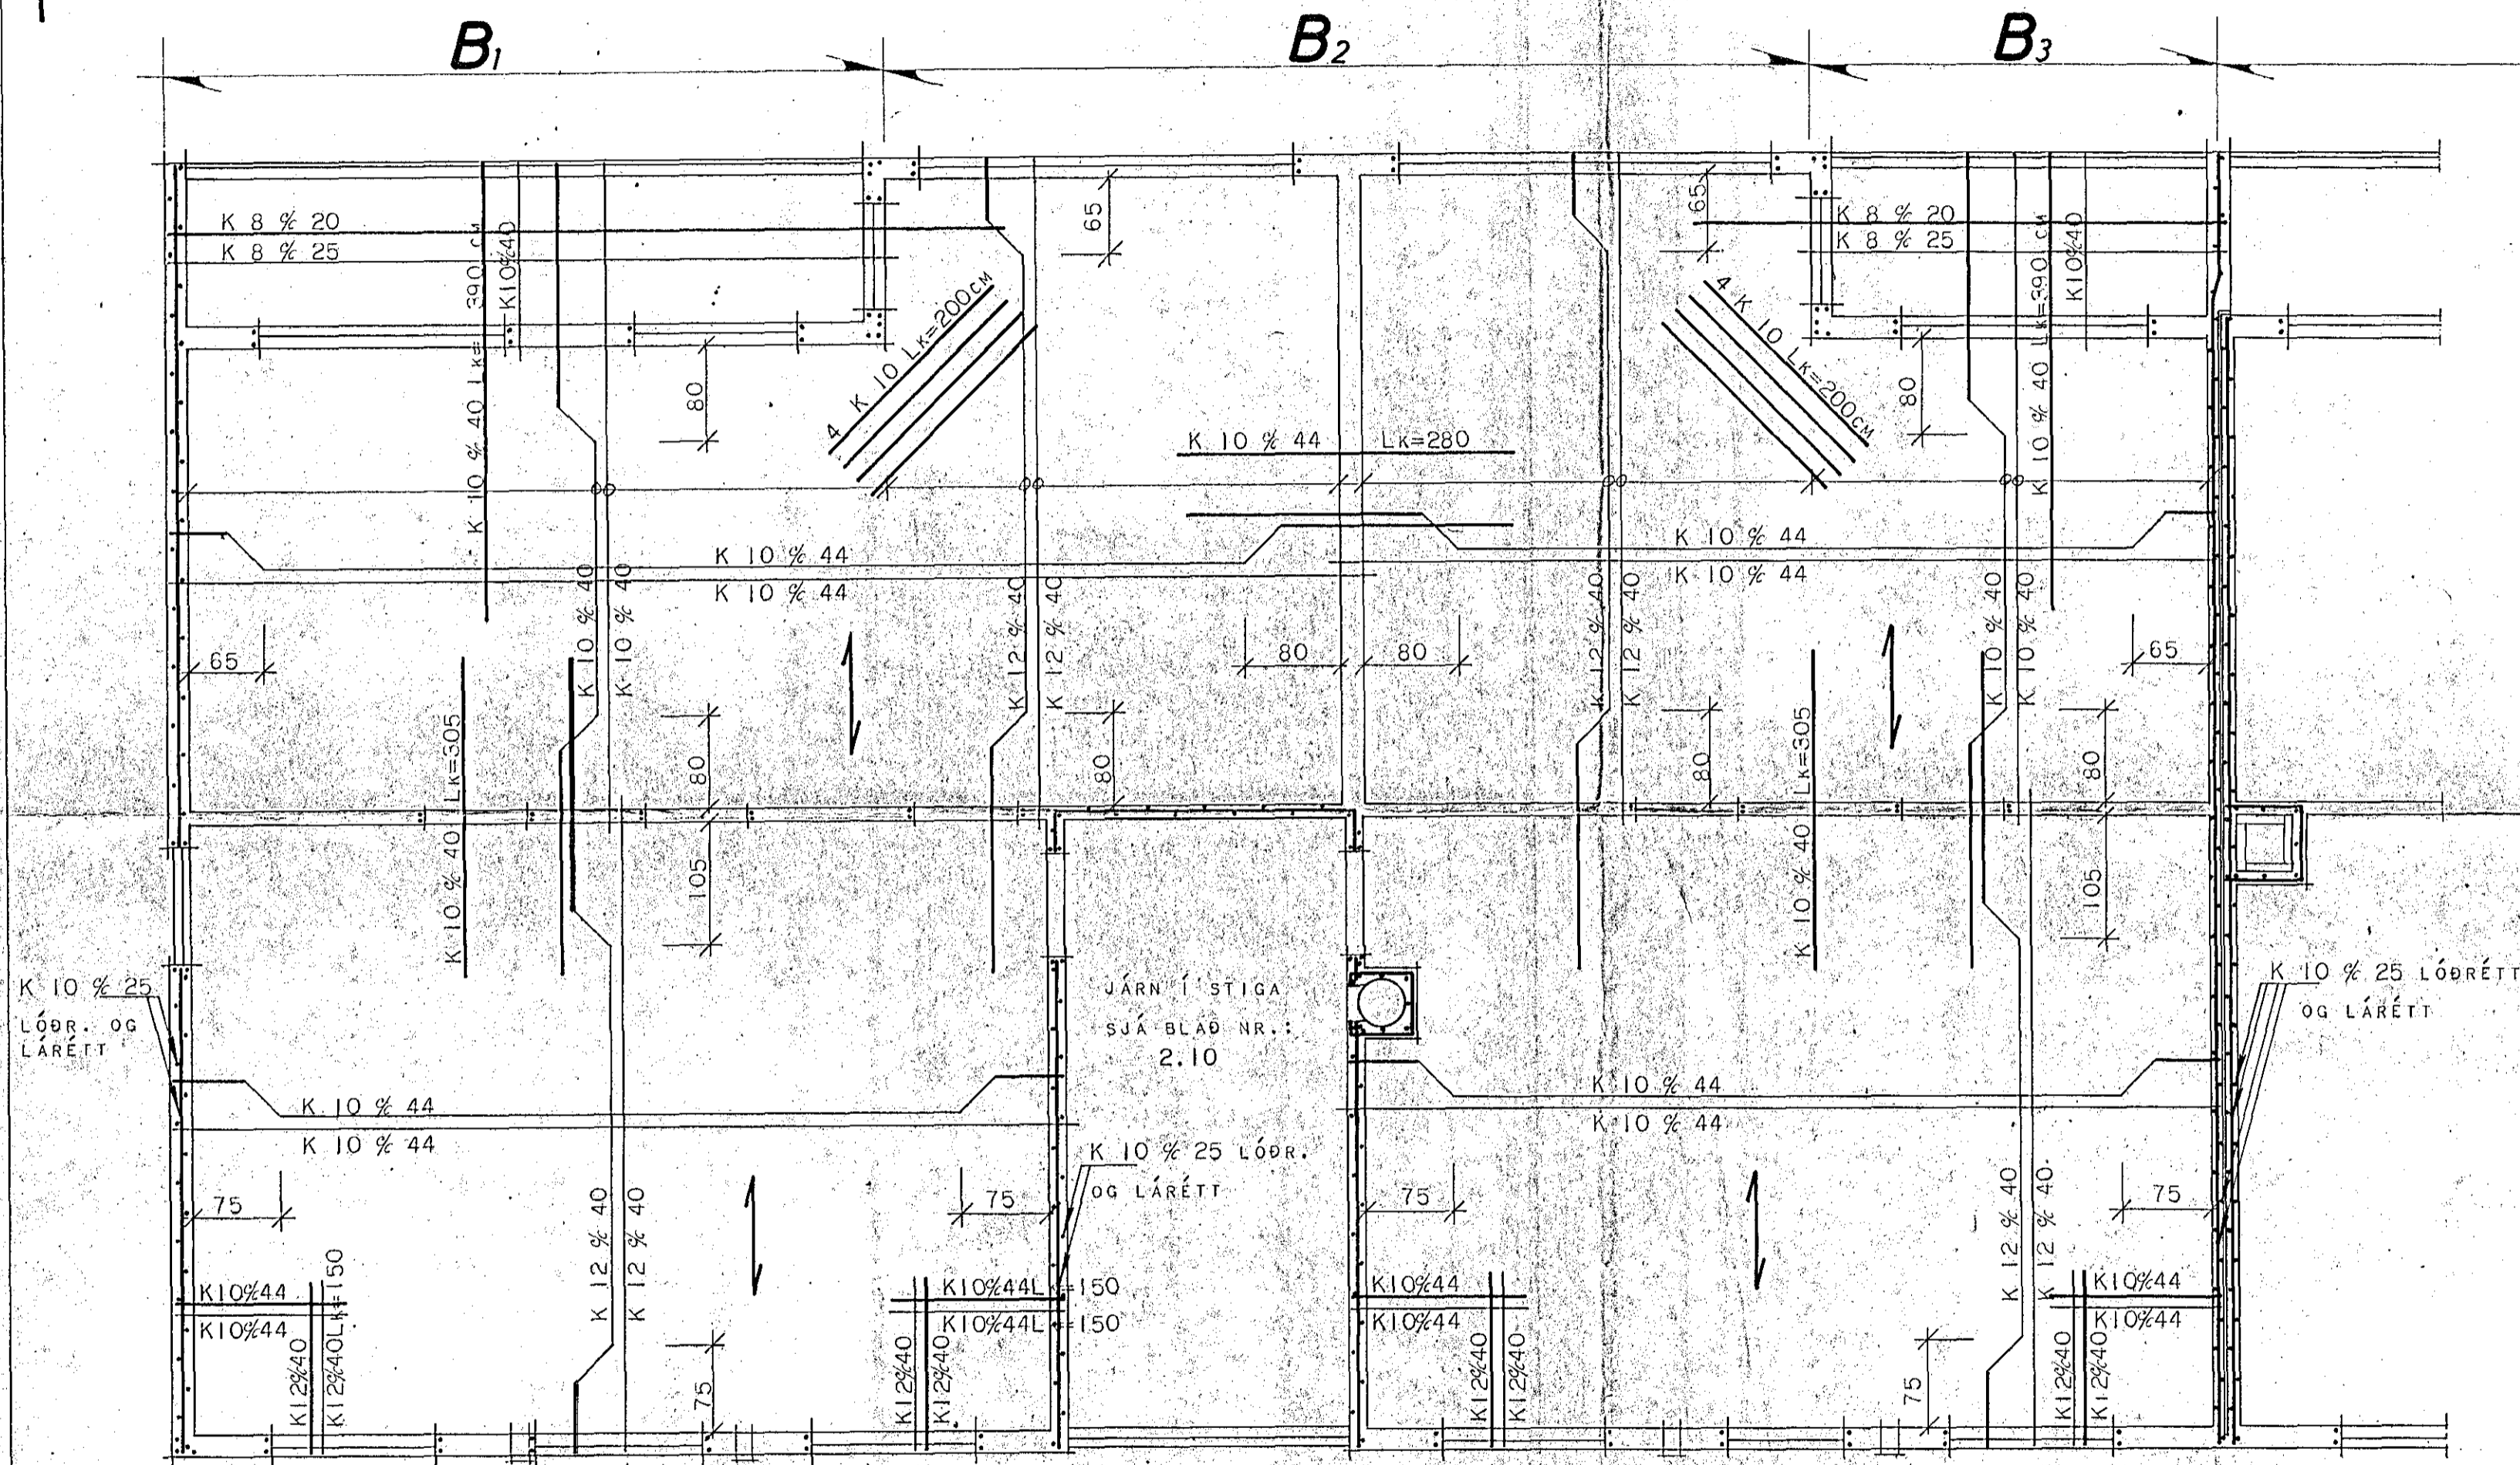 B1
B2
B3
K 8 % 20
K 8 % 25
K 10 % 40 Lk= 390 CM
K10%40
65
4 K 10 Lk=200CM
80
65
4 K 10 Lk=200CM
K 8 % 20
K 8 % 25
K 10 % 40 Lk=390 CM
K10%40
80
K 10 % 44 Lk=280
K 10 % 44
K 10 % 44
K 10 % 44
K 10 % 44
K 10 % 40
K 10 % 40
K 12 % 40
K 12 % 40
K 12 % 40
K 12 % 40
K 10 % 40
K 10 % 40
65
80
80
65
K 10 % 40 Lk=305
80
80
80
K 10 % 40 Lk=305
80
105
105
K 10 % 25
LÓÐR. OG
LÁRÉTT
JÁRN Í STIGA
SJÁ BLAÐ NR.:
2.10
K 10 % 25 LÓÐRÉTT
OG LÁRÉTT
K 10 % 44
K 10 % 44
K 10 % 44
K 10 % 44
K 10 % 25 LÓÐR.
OG LÁRÉTT
75
75
75
75
K 12 % 40
K 12 % 40
K 12 % 40
K 12 % 40
K10%44
K10%44
K12%40
K12%40Lk=150
K10%44L =150
K10%44L =150
K12%40
K12%40
K10%44
K10%44
K12%40
K12%40
K10%44
K10%44
K12%40
K12%40
75
75